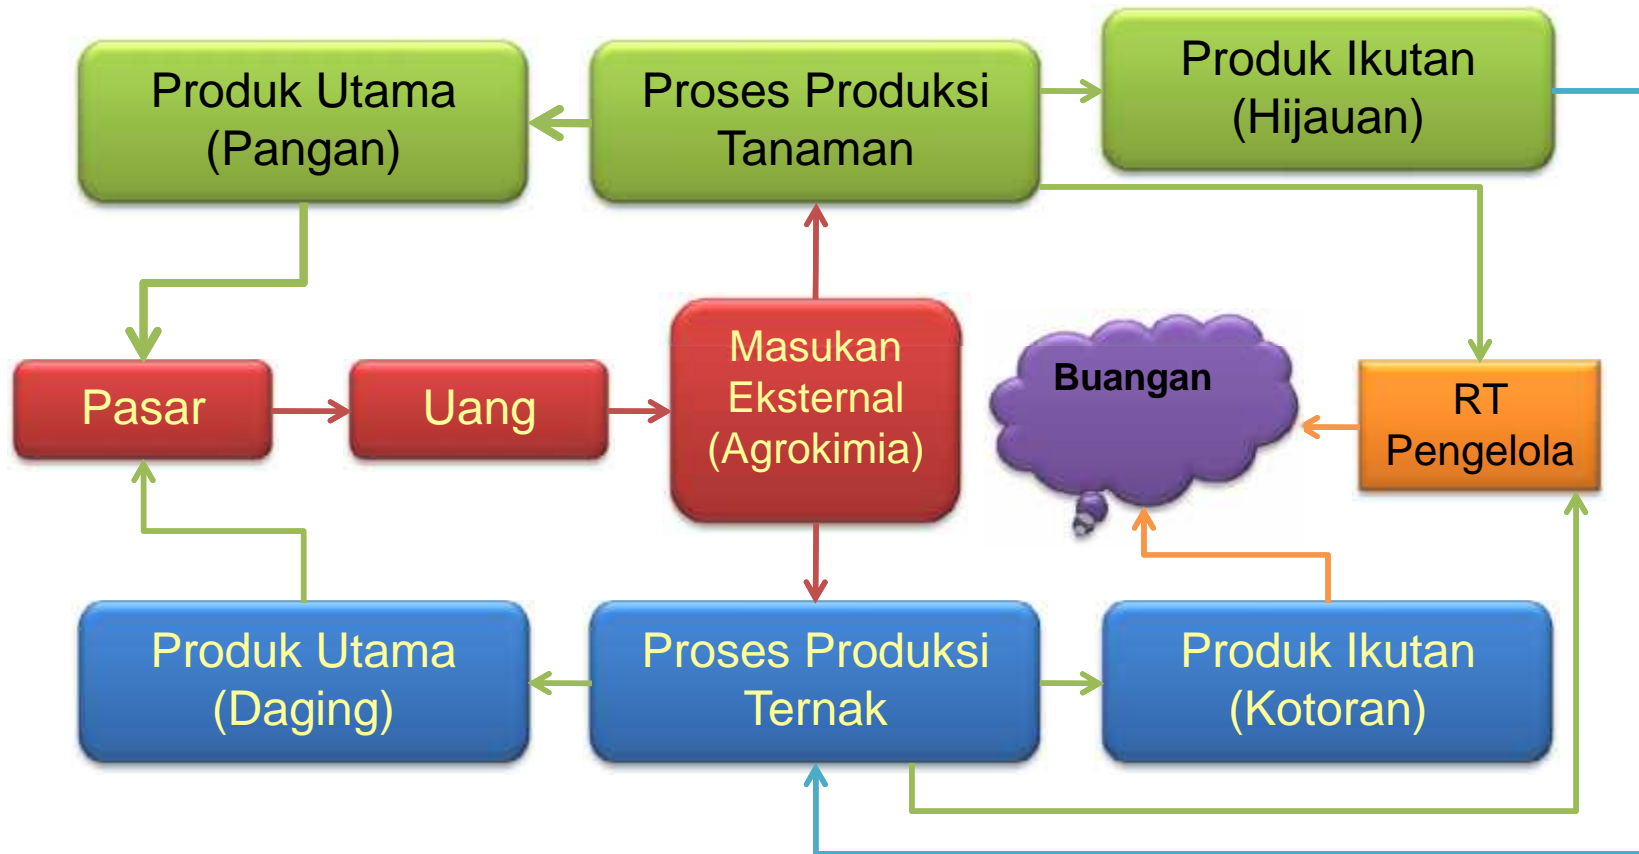 Produk Utama
(Pangan)
Proses Produksi
Tanaman
Produk Ikutan
(Hijauan)
Pasar
Uang
Masukan
Eksternal
(Agrokimia)
Buangan
RT
Pengelola
Produk Utama
(Daging)
Proses Produksi
Ternak
Produk Ikutan
(Kotoran)